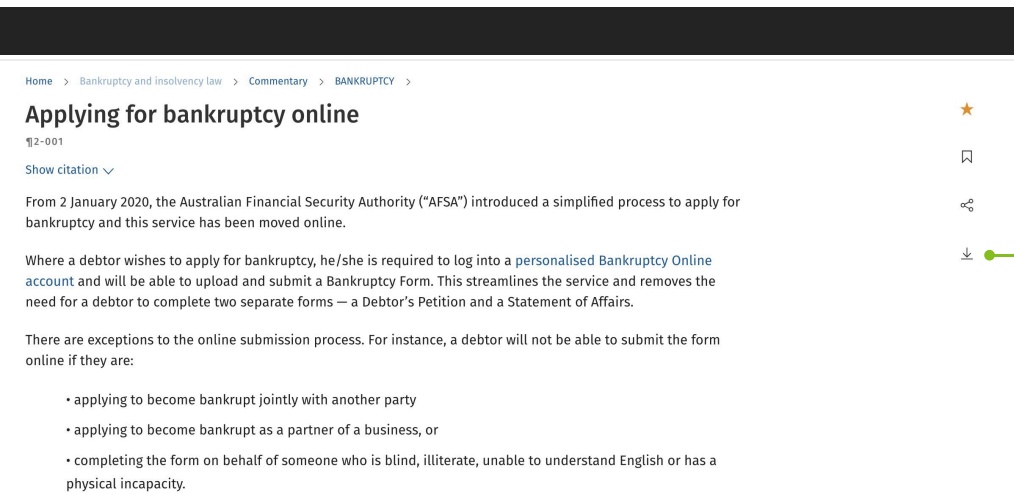 Home > Bankruptcy and insolvency law > Commentary > BANKRUPTCY >
Applying for bankruptcy online
¶2-001
Show citation
From 2 January 2020, the Australian Financial Security Authority (“AFSA”) introduced a simplified process to apply for
bankruptcy and this service has been moved online.
Where a debtor wishes to apply for bankruptcy, he/she is required to log into a personalised Bankruptcy Online
account and will be able to upload and submit a Bankruptcy Form. This streamlines the service and removes the
need for a debtor to complete two separate forms — a Debtor’s Petition and a Statement of Affairs.
There are exceptions to the online submission process. For instance, a debtor will not be able to submit the form
online if they are:
• applying to become bankrupt jointly with another party
• applying to become bankrupt as a partner of a business, or
• completing the form on behalf of someone who is blind, illiterate, unable to understand English or has a
physical incapacity.